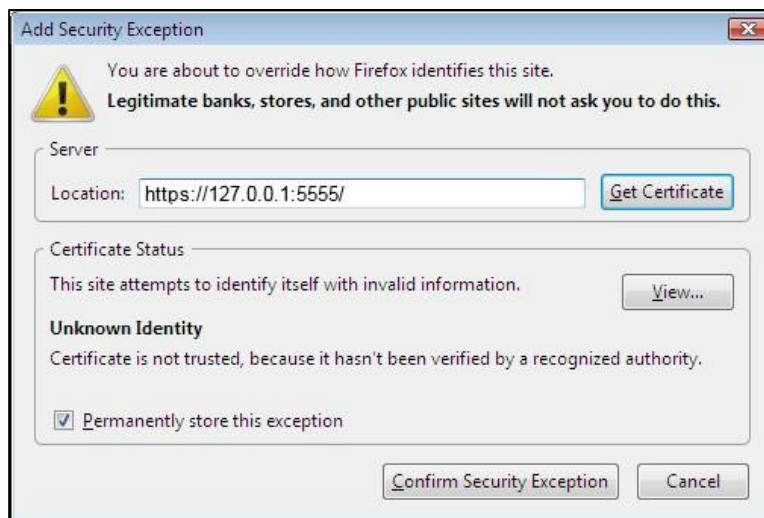 Add Security Exception
You are about to override how Firefox identifies this site.
Legitimate banks, stores, and other public sites will not ask you to do this.
Server
Location: https://127.0.0.1:5555/ Get Certificate
Certificate Status
This site attempts to identify itself with invalid information. View...
Unknown Identity
Certificate is not trusted, because it hasn't been verified by a recognized authority.
Permanently store this exception
Confirm Security Exception Cancel